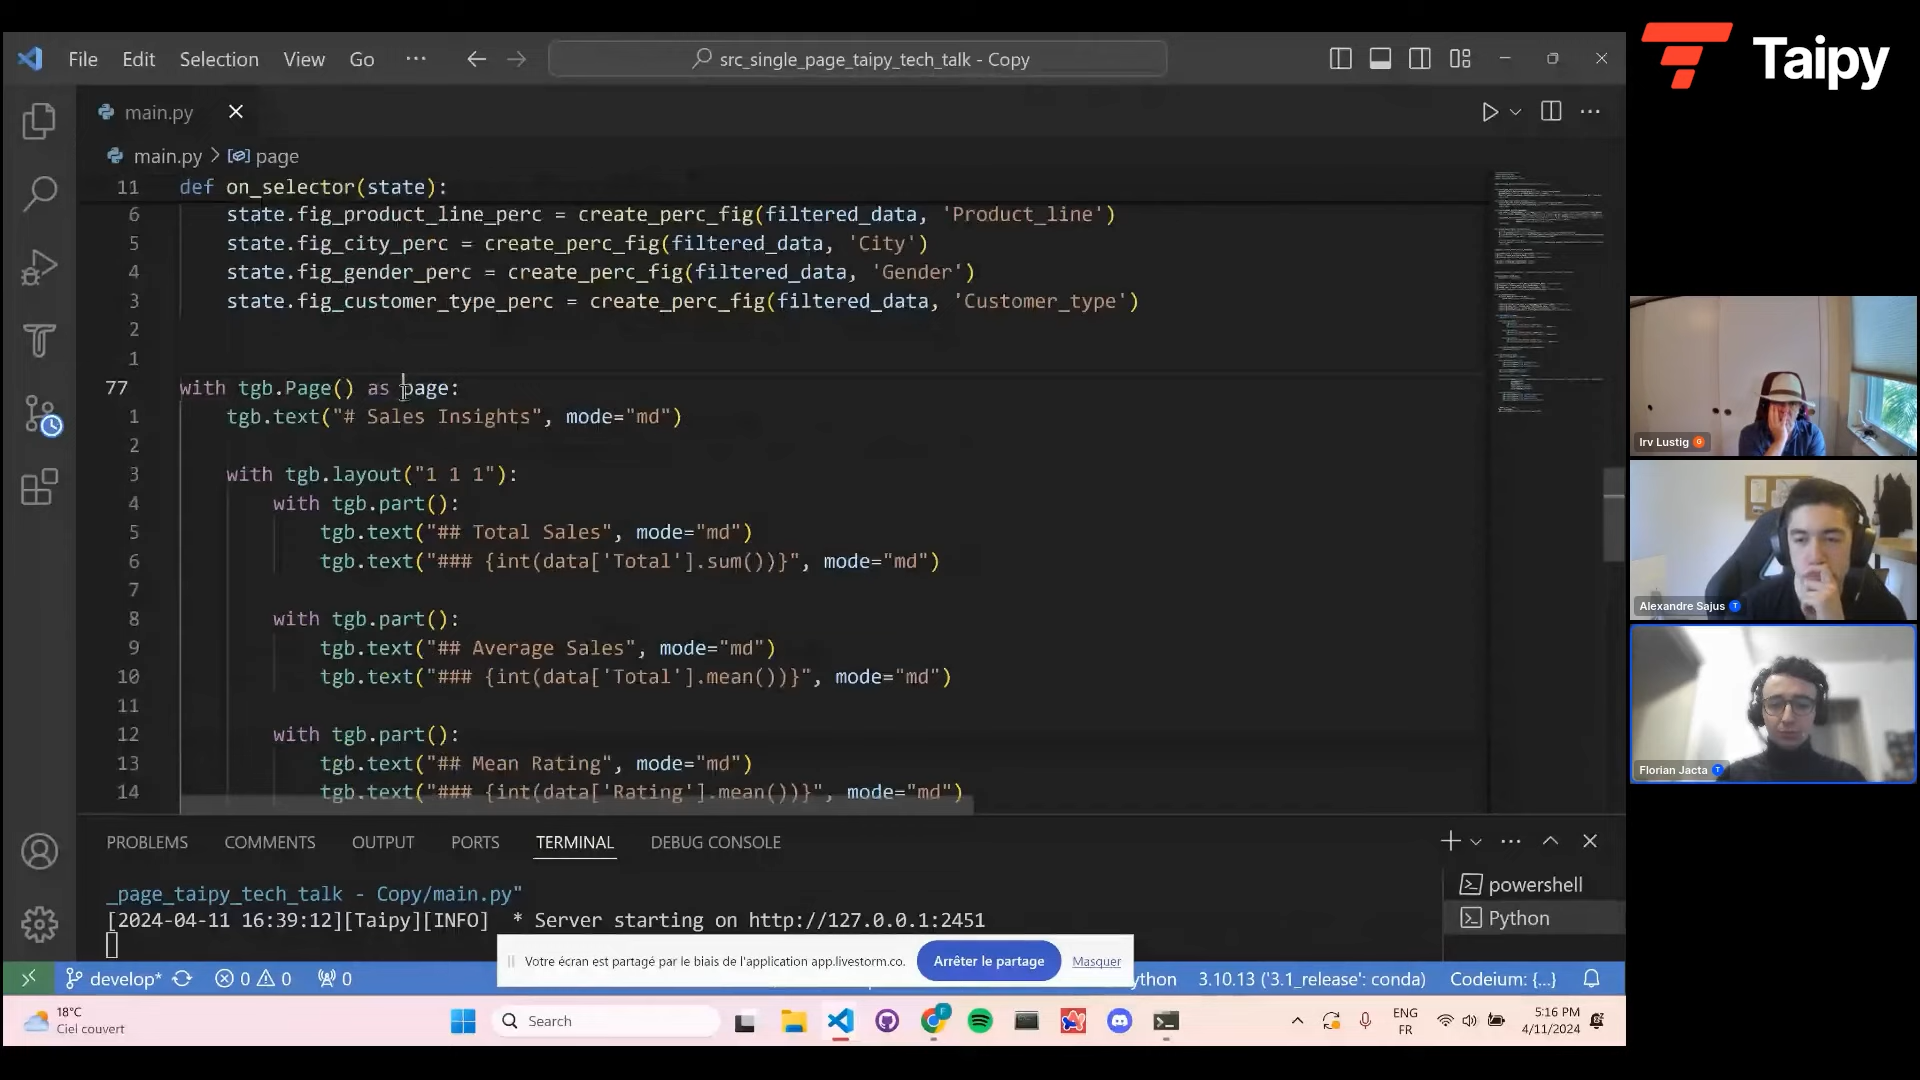 File Edit Selection View Go ··· src_single_page_taipy_tech_talk - Copy
Taipy
main.py
main.py > page
11 def on_selector(state):
6 state.fig_product_line_perc = create_perc_fig(filtered_data, 'Product_line')
5 state.fig_city_perc = create_perc_fig(filtered_data, 'City')
4 state.fig_gender_perc = create_perc_fig(filtered_data, 'Gender')
3 state.fig_customer_type_perc = create_perc_fig(filtered_data, 'Customer_type')
2
1
77 with tgb.Page() as page:
1 tgb.text("# Sales Insights", mode="md")
2
3 with tgb.layout("1 1 1"):
4 with tgb.part():
5 tgb.text("## Total Sales", mode="md")
6 tgb.text("### {int(data['Total'].sum())}", mode="md")
7
8 with tgb.part():
9 tgb.text("## Average Sales", mode="md")
10 tgb.text("### {int(data['Total'].mean())}", mode="md")
11
12 with tgb.part():
13 tgb.text("## Mean Rating", mode="md")
14 tgb.text("### {int(data['Rating'].mean())}", mode="md")
Irv Lustig G
Alexandre Sajus T
Florian Jacta T
PROBLEMS COMMENTS OUTPUT PORTS TERMINAL DEBUG CONSOLE
_page_taipy_tech_talk - Copy/main.py"
[2024-04-11 16:39:12][Taipy][INFO] * Server starting on http://127.0.0.1:2451
powershell
Python
Votre écran est partagé par le biais de l'application app.livestorm.co. Arrêter le partage Masquer
develop* 0 0 0 ython 3.10.13 ('3.1_release': conda) Codeium: {...}
18°C
Ciel couvert
Search
ENG
FR
5:16 PM
4/11/2024